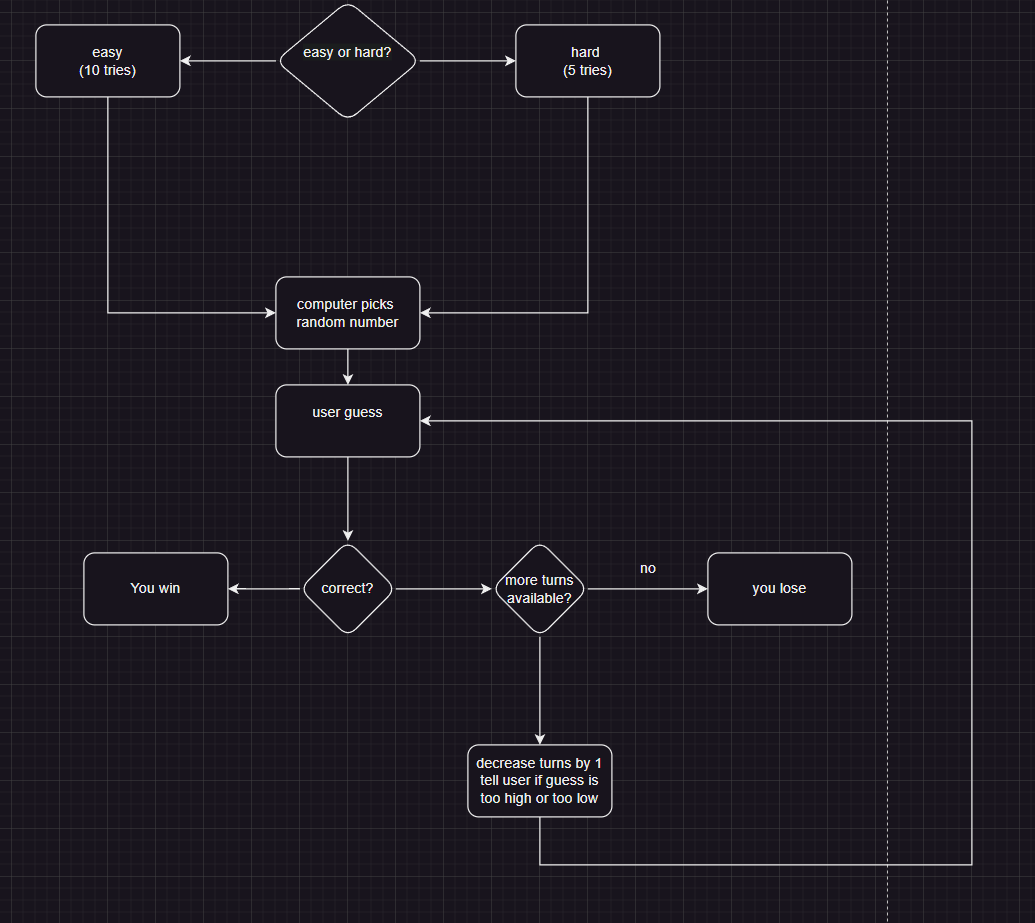 easy
(10 tries)
easy or hard?
hard
(5 tries)
computer picks
random number
user guess
You win
correct?
more turns
available?
no
you lose
decrease turns by 1
tell user if guess is
too high or too low